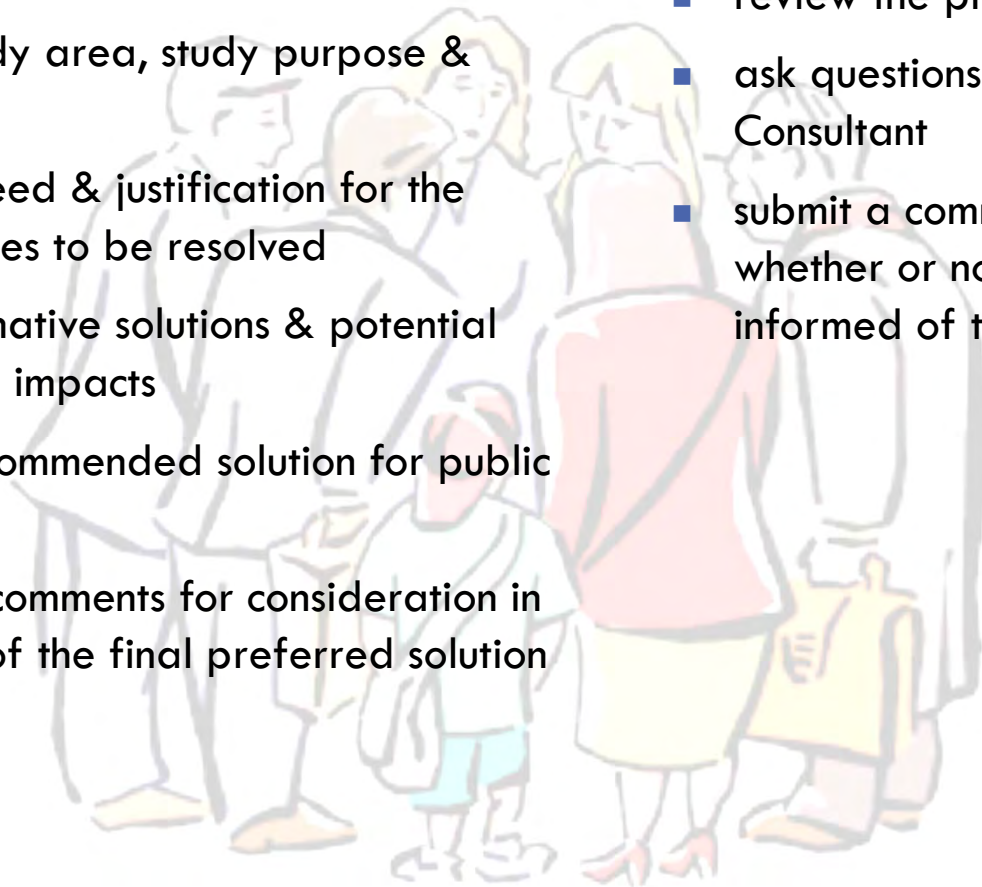 dy area, study purpose &
eed & justification for the
es to be resolved
native solutions & potential
impacts
ommended solution for public
comments for consideration in
of the final preferred solution
review the p
ask questions
Consultant
submit a com
whether or no
informed of t